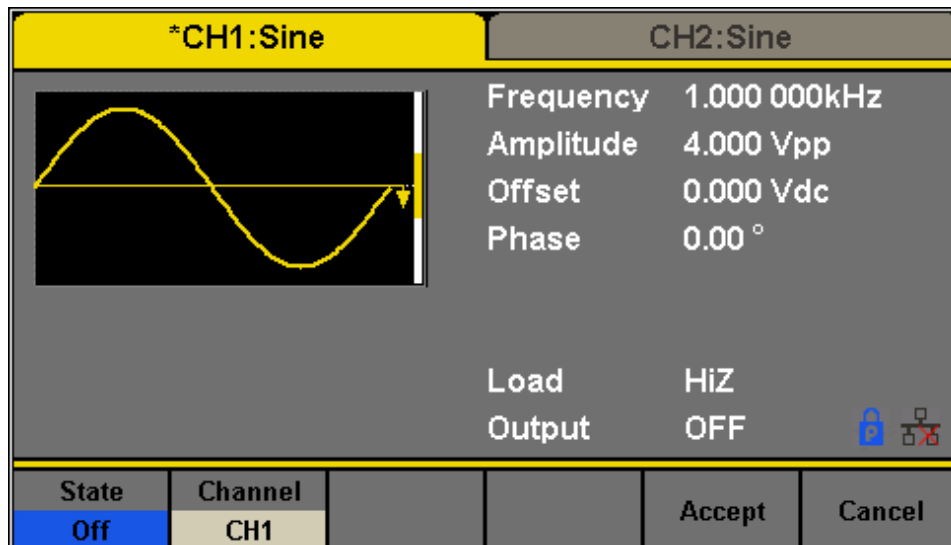 *CH1:Sine CH2:Sine
Frequency 1.000 000kHz
Amplitude 4.000 Vpp
Offset 0.000 Vdc
Phase 0.00 °
Load HiZ
Output OFF P
State Channel
Off CH1 Accept Cancel